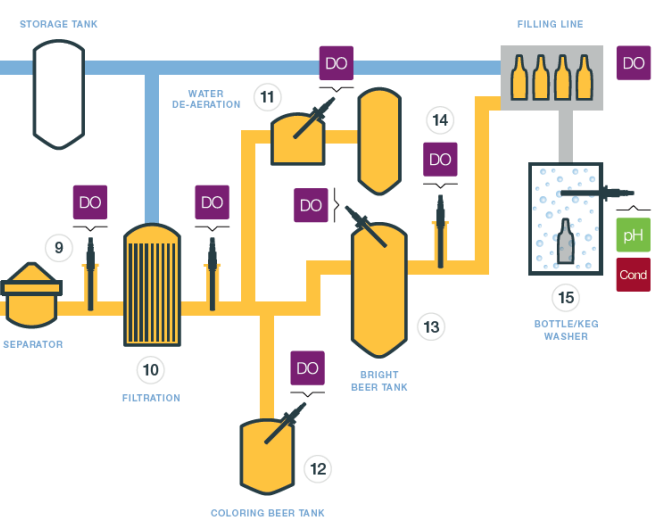 STORAGE TANK
FILLING LINE
DO
DO
WATER
DE-AERATION
11
14
DO
DO
DO
DO
9
pH
Cond
15
BOTTLE/KEG
WASHER
13
SEPARATOR
10
DO
BRIGHT
BEER TANK
FILTRATION
12
COLORING BEER TANK